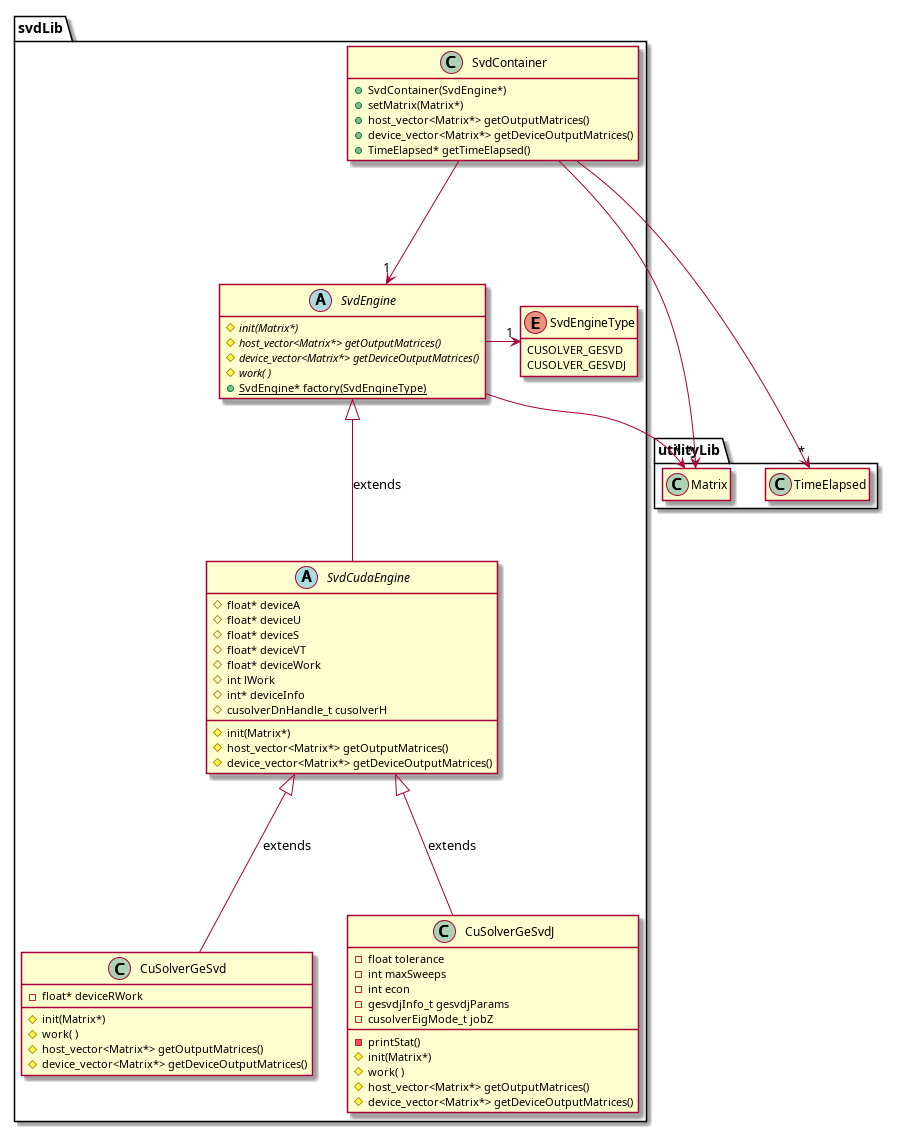 svdLib
C SvdContainer
SvdContainer(SvdEngine*)
setMatrix(Matrix*)
host_vector<Matrix*> getOutputMatrices()
device_vector<Matrix*> getDeviceOutputMatrices()
TimeElapsed* getTimeElapsed()
1
A SvdEngine
init(Matrix*)
host_vector<Matrix*> getOutputMatrices()
device_vector<Matrix*> getDeviceOutputMatrices()
work( )
SvdEngine* factory(SvdEngineType)
1
E SvdEngineType
CUSOLVER_GESVD
CUSOLVER_GESVDJ
utilityLib
*
C Matrix
C TimeElapsed
extends
A SvdCudaEngine
float* deviceA
float* deviceU
float* deviceS
float* deviceVT
float* deviceWork
int lWork
int* deviceInfo
cusolverDnHandle_t cusolverH
init(Matrix*)
host_vector<Matrix*> getOutputMatrices()
device_vector<Matrix*> getDeviceOutputMatrices()
extends
extends
C CuSolverGeSvd
float* deviceRWork
init(Matrix*)
work( )
host_vector<Matrix*> getOutputMatrices()
device_vector<Matrix*> getDeviceOutputMatrices()
C CuSolverGeSvdJ
float tolerance
int maxSweeps
int econ
gesvdjInfo_t gesvdjParams
cusolverEigMode_t jobZ
printStat()
init(Matrix*)
work( )
host_vector<Matrix*> getOutputMatrices()
device_vector<Matrix*> getDeviceOutputMatrices()